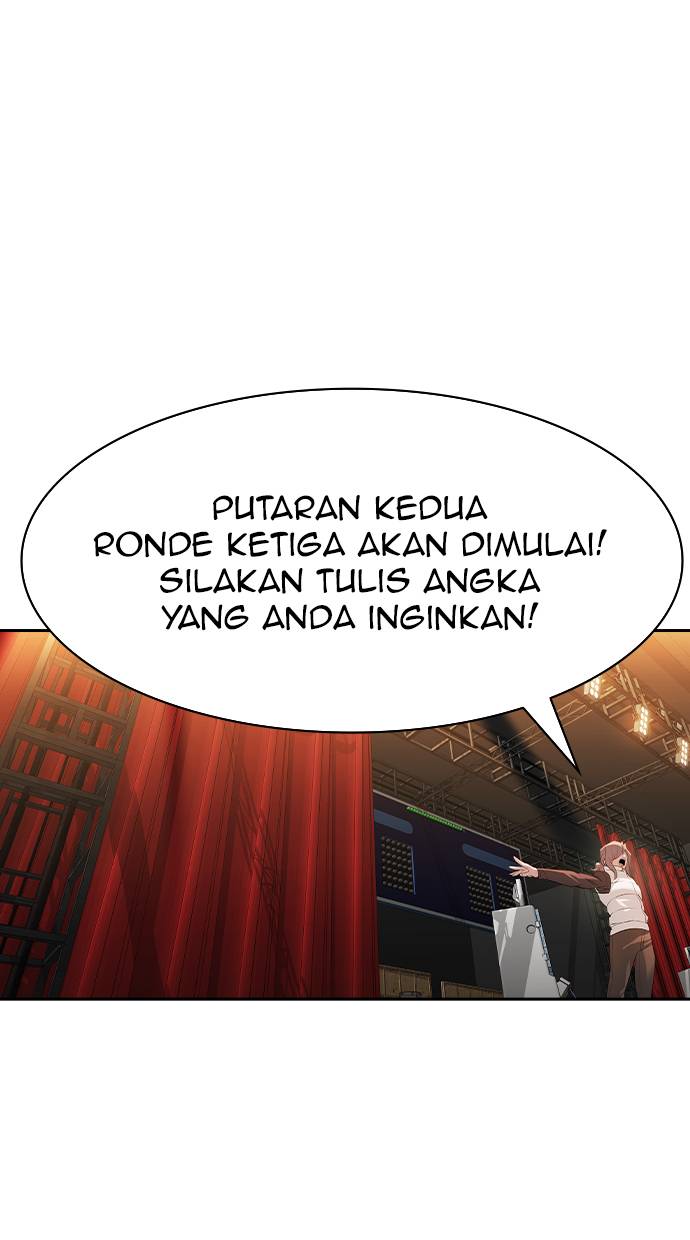 PUTARAN KEDUA
RONDE KETIGA AKAN DIMULAI!
SILAKAN TULIS ANGKA
YANG ANDA INGINKAN!